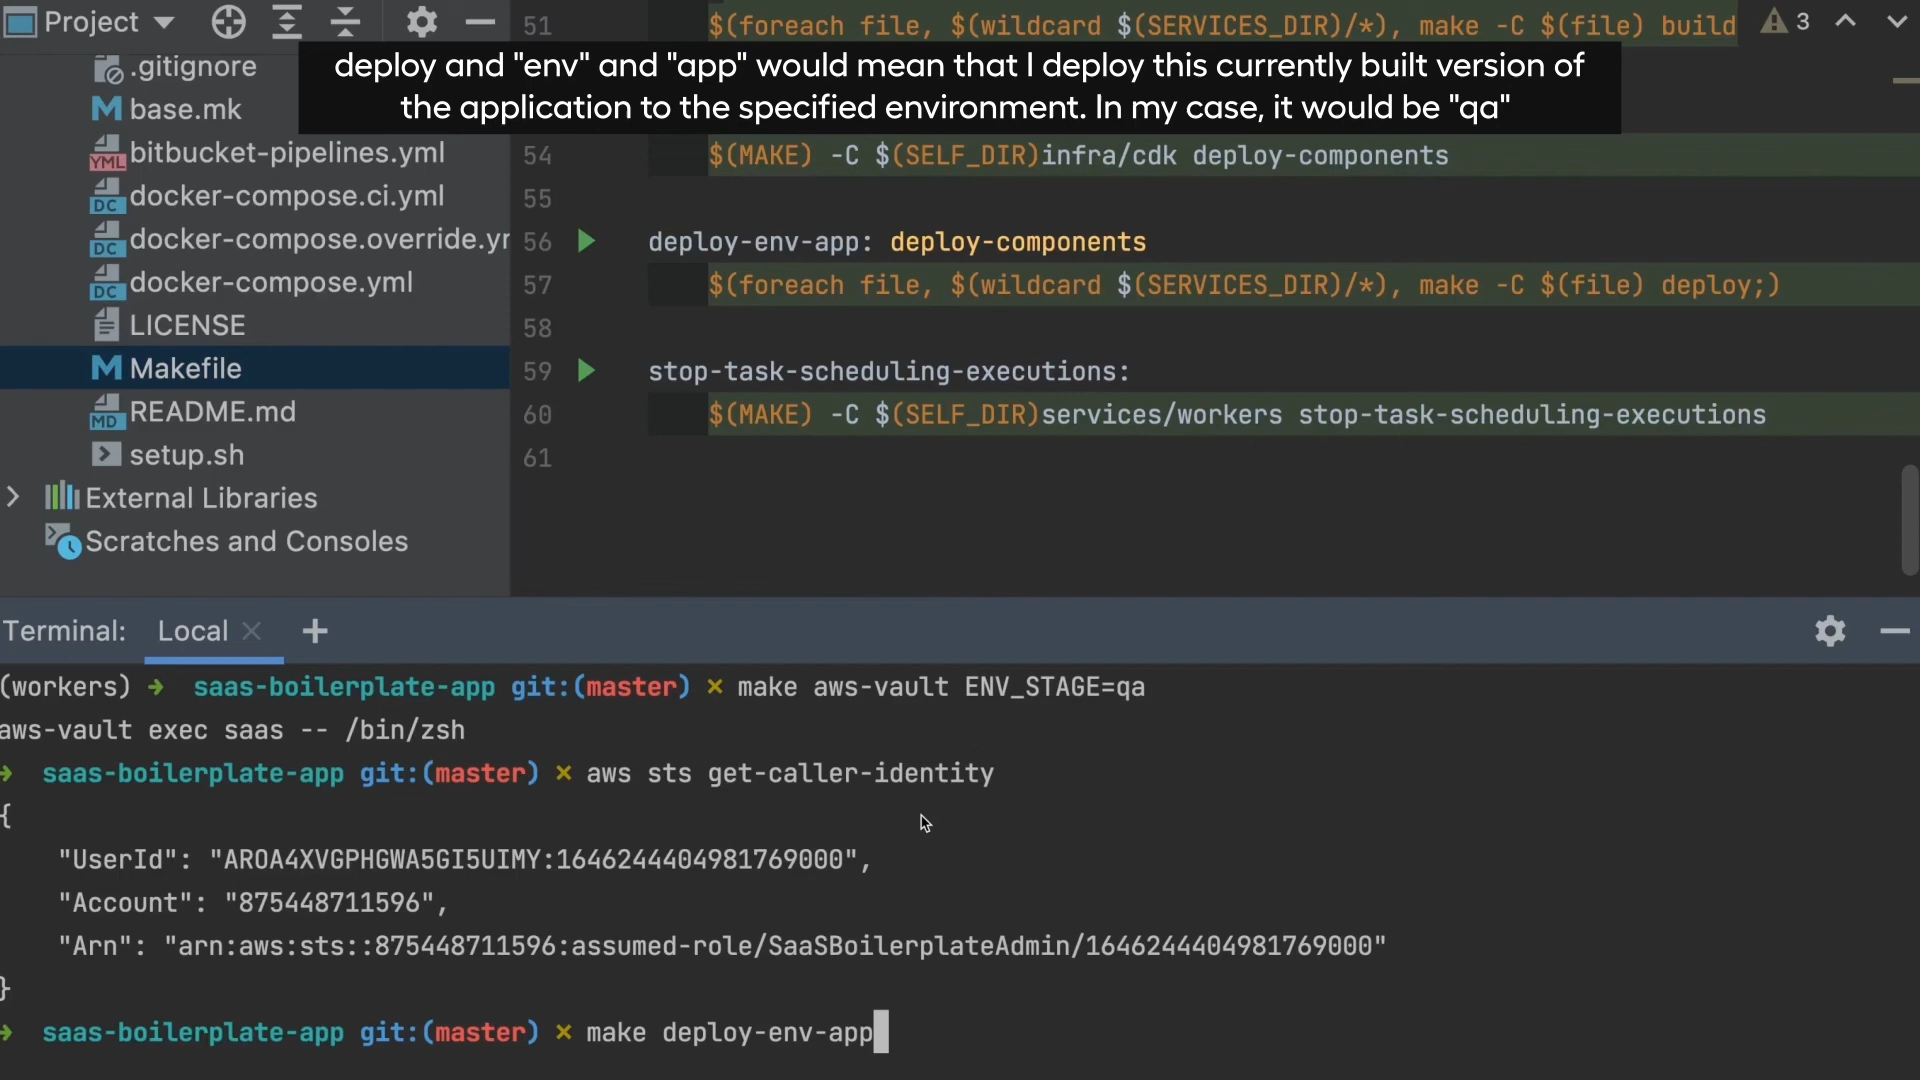 Project
51 $(foreach file, $(wildcard $(SERVICES_DIR)/*), make -C $(file) build
3
deploy and "env" and "app" would mean that I deploy this currently built version of
the application to the specified environment. In my case, it would be "qa"
.gitignore
base.mk
YML bitbucket-pipelines.yml
DC docker-compose.ci.yml
DC docker-compose.override.yr
DC docker-compose.yml
LICENSE
M Makefile
MD README.md
setup.sh
External Libraries
Scratches and Consoles
54 $(MAKE) -C $(SELF_DIR)infra/cdk deploy-components
55
56 deploy-env-app: deploy-components
57 $(foreach file, $(wildcard $(SERVICES_DIR)/*), make -C $(file) deploy;)
58
59 stop-task-scheduling-executions:
60 $(MAKE) -C $(SELF_DIR)services/workers stop-task-scheduling-executions
61
Terminal: Local
(workers) ➜ saas-boilerplate-app git:(master) ✗ make aws-vault ENV_STAGE=qa
aws-vault exec saas -- /bin/zsh
➜ saas-boilerplate-app git:(master) ✗ aws sts get-caller-identity
{
"UserId": "AROA4XVGPHGWA5GI5UIMY:1646244404981769000",
"Account": "875448711596",
"Arn": "arn:aws:sts::875448711596:assumed-role/SaaSBoilerplateAdmin/1646244404981769000"
}
➜ saas-boilerplate-app git:(master) ✗ make deploy-env-app